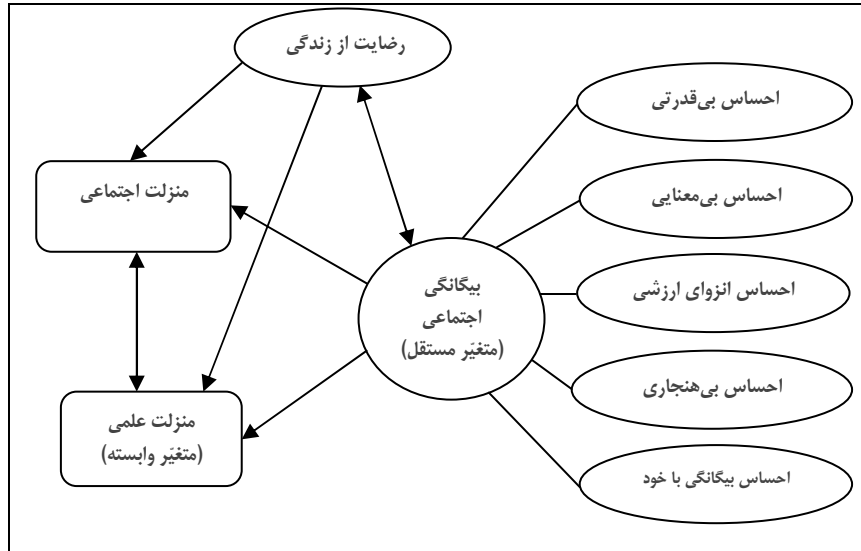 رضایت از زندگی
احساس بی‌قدرتی
منزلت اجتماعی
احساس بی‌معنایی
بیگانگی
اجتماعی
(متغیّر مستقل)
احساس انزوای ارزشی
احساس بی‌هنجاری
منزلت علمی
(متغیّر وابسته)
احساس بیگانگی با خود